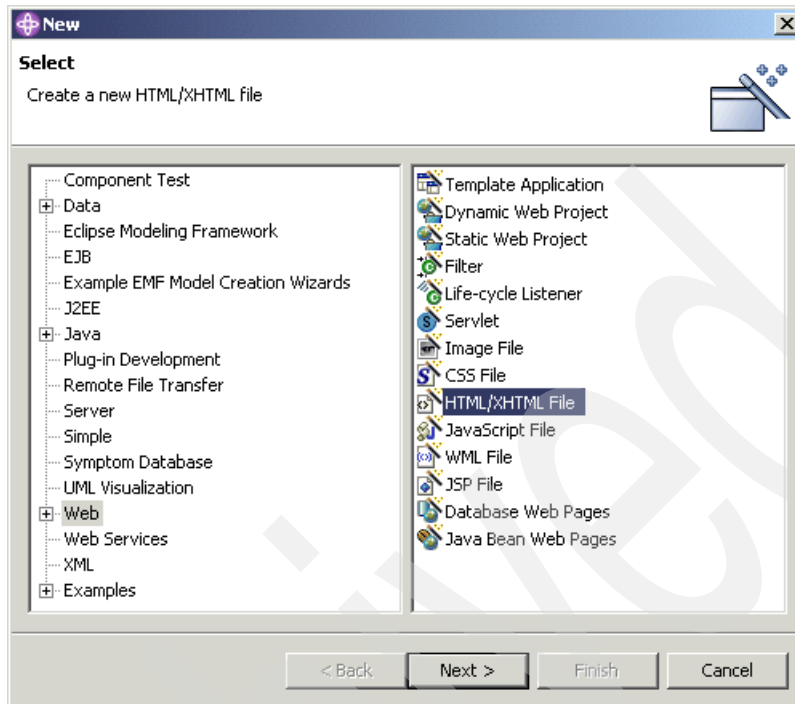 New
Select
Create a new HTML/XHTML file
Component Test
Data
Eclipse Modeling Framework
EJB
Example EMF Model Creation Wizards
J2EE
Java
Plug-in Development
Remote File Transfer
Server
Simple
Symptom Database
UML Visualization
Web
Web Services
XML
Examples
Template Application
Dynamic Web Project
Static Web Project
Filter
Life-cycle Listener
Servlet
Image File
CSS File
HTML/XHTML File
JavaScript File
WML File
JSP File
Database Web Pages
Java Bean Web Pages
< Back
Next >
Finish
Cancel